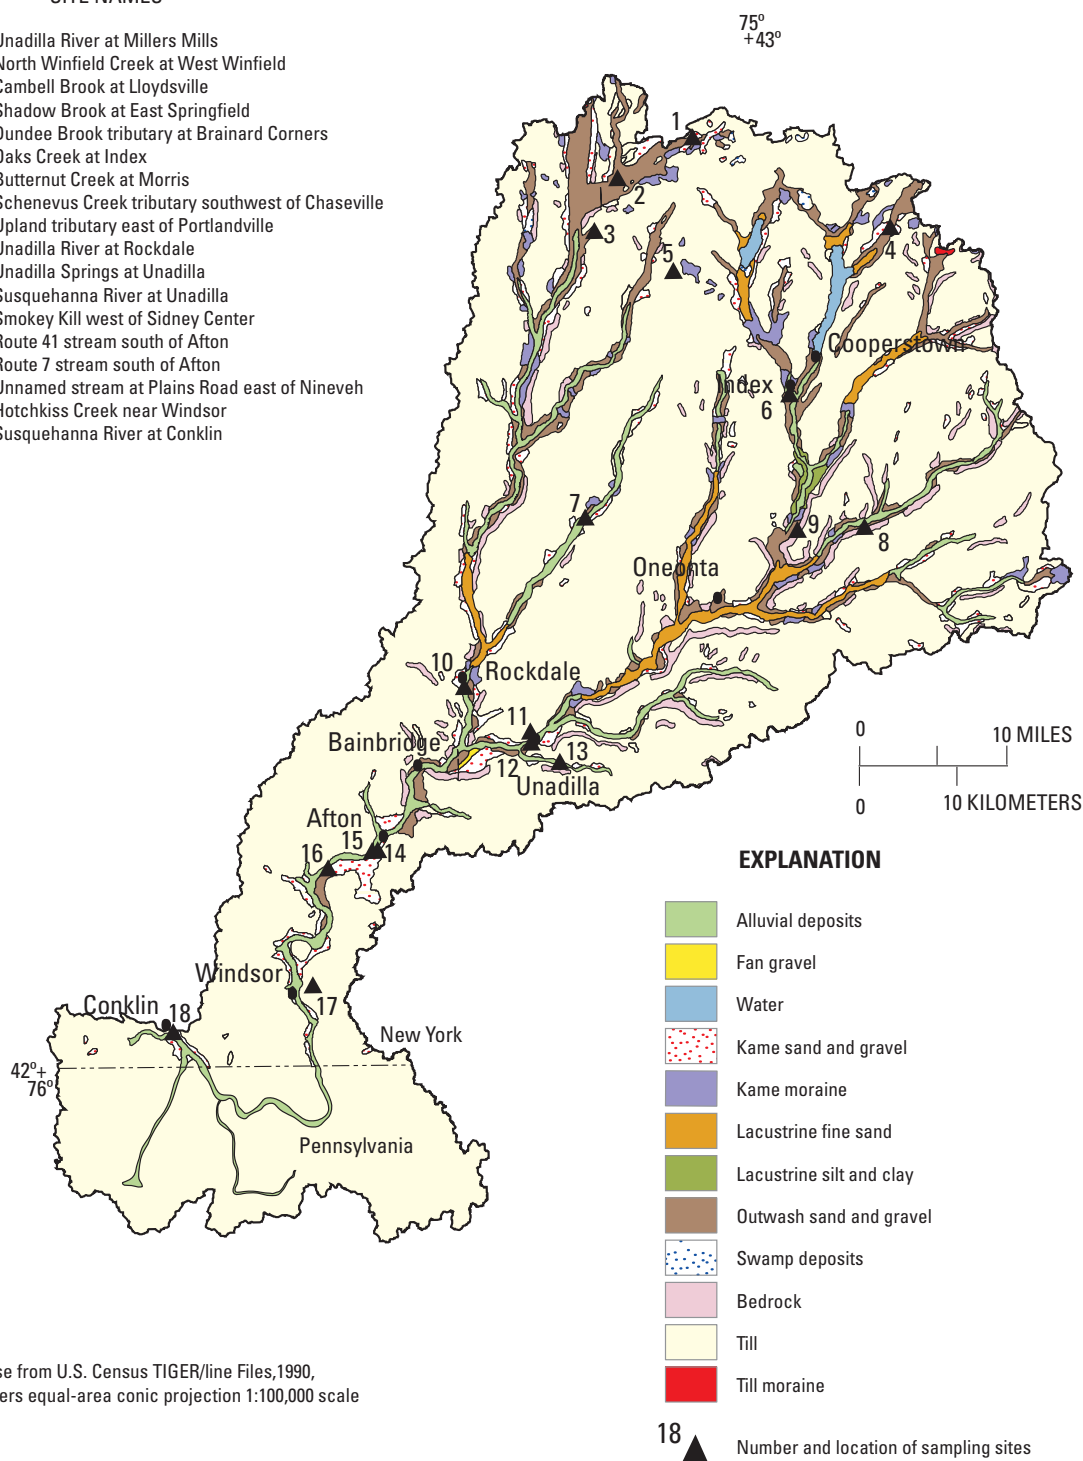 SITE NAMES
Unadilla River at Millers Mills
North Winfield Creek at West Winfield
Cambell Brook at Lloydsville
Shadow Brook at East Springfield
Dundee Brook tributary at Brainard Corners
Oaks Creek at Index
Butternut Creek at Morris
Schenevus Creek tributary southwest of Chaseville
Upland tributary east of Portlandville
Unadilla River at Rockdale
Unadilla Springs at Unadilla
Susquehanna River at Unadilla
Smokey Kill west of Sidney Center
Route 41 stream south of Afton
Route 7 stream south of Afton
Unnamed stream at Plains Road east of Nineveh
Hotchkiss Creek near Windsor
Susquehanna River at Conklin
75°
+43°
1
2
3
4
5
Cooperstown
Index
6
7
9
8
Oneonta
10
Rockdale
11
Bainbridge
12
13
Unadilla
Afton
15
14
16
Windsor
17
Conklin
18
New York
42°+
76°
Pennsylvania
0
10 MILES
0
10 KILOMETERS
EXPLANATION
Alluvial deposits
Fan gravel
Water
Kame sand and gravel
Kame moraine
Lacustrine fine sand
Lacustrine silt and clay
Outwash sand and gravel
Swamp deposits
Bedrock
Till
Till moraine
18
Number and location of sampling sites
se from U.S. Census TIGER/line Files,1990,
ers equal-area conic projection 1:100,000 scale